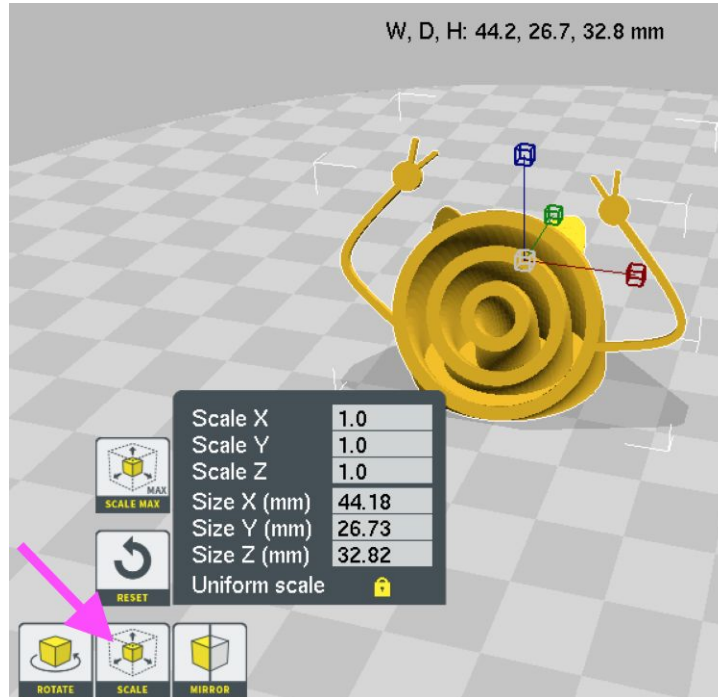 W, D, H: 44.2, 26.7, 32.8 mm
Scale X 1.0
Scale Y 1.0
Scale Z 1.0
Size X (mm) 44.18
Size Y (mm) 26.73
Size Z (mm) 32.82
Uniform scale
MAX
SCALE MAX
RESET
ROTATE
SCALE
MIRROR